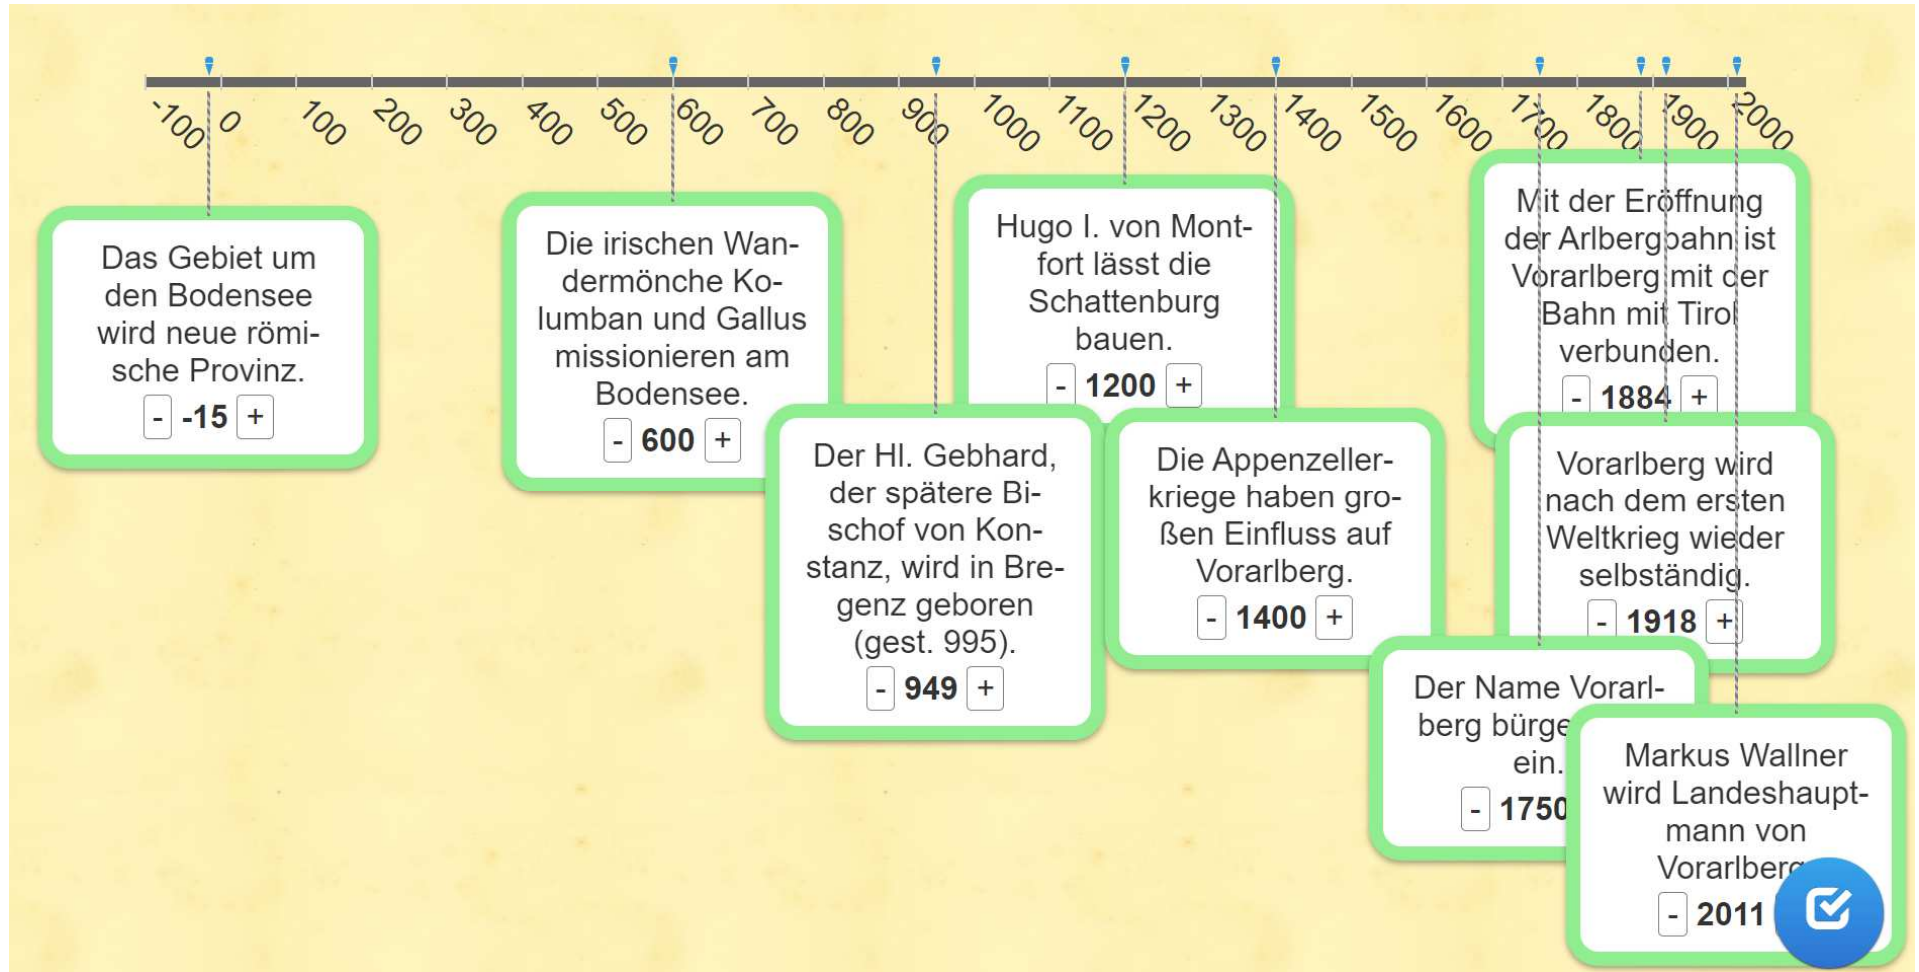 -100
0
100
200
300
400
500
600
700
800
900
1000
1100
1200
1300
1400
1500
1600
1700
1800
1900
2000
Das Gebiet um
den Bodensee
wird neue römi-
sche Provinz.
- -15 +
Die irischen Wan-
dermönche Ko-
lumban und Gallus
missionieren am
Bodensee.
- 600 +
Der Hl. Gebhard,
der spätere Bi-
schof von Kon-
stanz, wird in Bre-
genz geboren
(gest. 995).
- 949 +
Hugo I. von Mont-
fort lässt die
Schattenburg
bauen.
- 1200 +
Die Appenzeller-
kriege haben gro-
ßen Einfluss auf
Vorarlberg.
- 1400 +
Der Name Vorarl-
berg bürge
ein.
- 1750
Mit der Eröffnung
der Arlbergbahn ist
Vorarlberg mit der
Bahn mit Tirol
verbunden.
- 1884 +
Vorarlberg wird
nach dem ersten
Weltkrieg wieder
selbständig.
- 1918 +
Markus Wallner
wird Landeshaupt-
mann von
Vorarlberg
- 2011